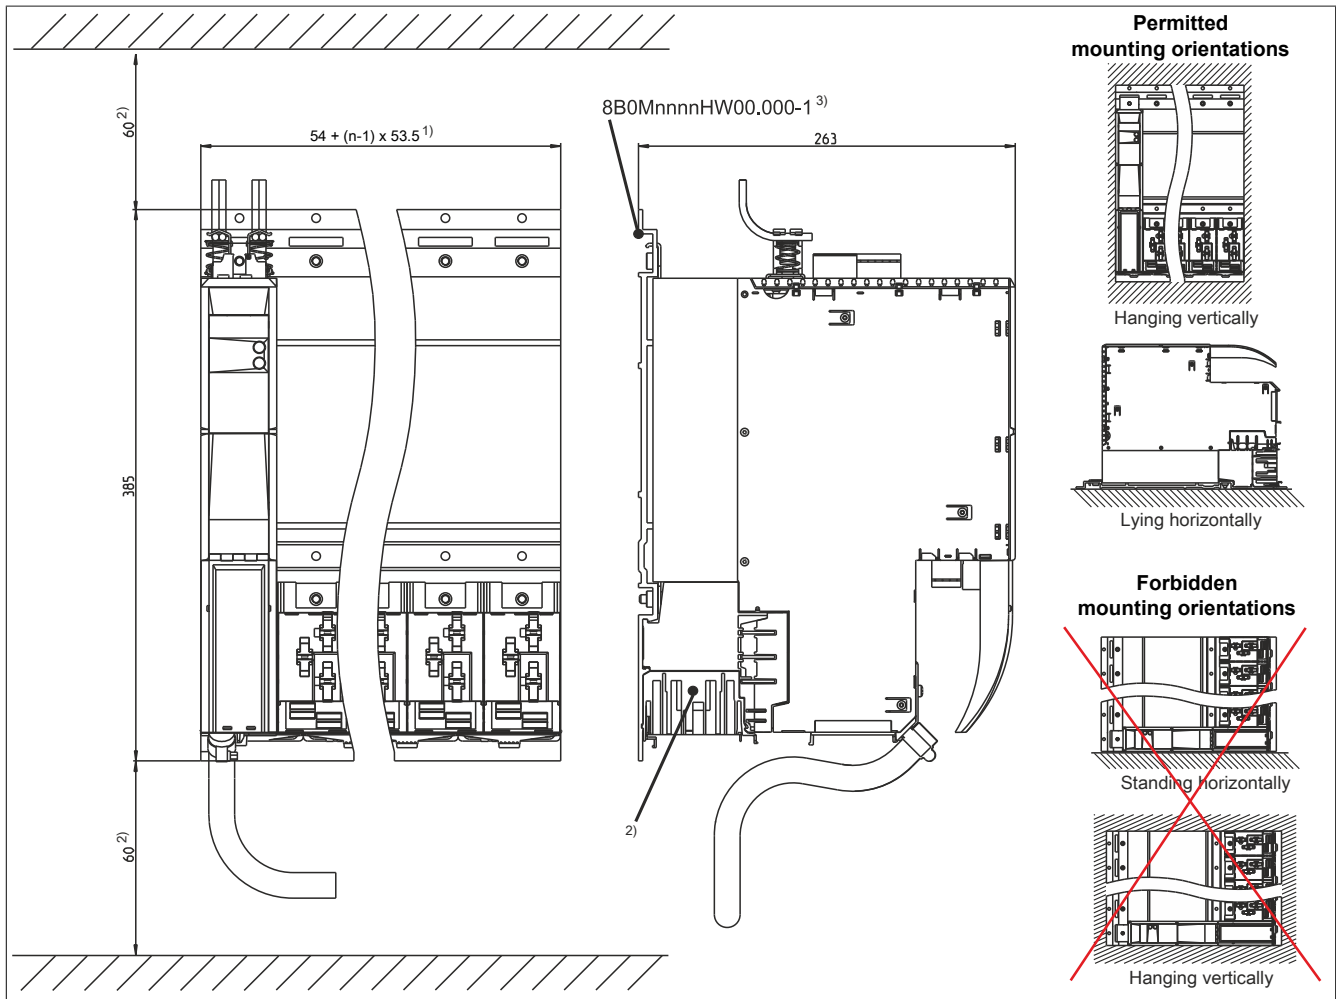 60 2)
54 + (n-1) x 53.5 1)
8B0MnnnnHW00.000-1 3)
263
385
60 2)
2)
Permitted
mounting orientations
Hanging vertically
Lying horizontally
Forbidden
mounting orientations
Standing horizontally
Hanging vertically